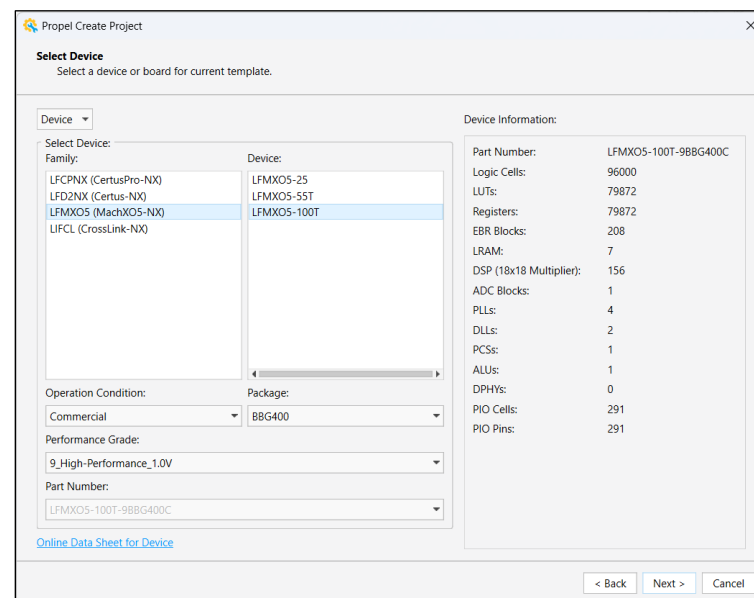 Propel Create Project
Select Device
Select a device or board for current template.
Device
Select Device:
Family:
LFCPNX (CertusPro-NX)
LFD2NX (Certus-NX)
LFMXO5 (MachXO5-NX)
LIFCL (CrossLink-NX)
Device:
LFMXO5-25
LFMXO5-55T
LFMXO5-100T
Operation Condition:
Commercial
Package:
BBG400
Performance Grade:
9_High-Performance_1.0V
Part Number:
LFMXO5-100T-9BBG400C
Online Data Sheet for Device
Device Information:
Part Number: LFMXO5-100T-9BBG400C
Logic Cells: 96000
LUTs: 79872
Registers: 79872
EBR Blocks: 208
LRAM: 7
DSP (18x18 Multiplier): 156
ADC Blocks: 1
PLLs: 4
DLLs: 2
PCSs: 1
ALUs: 1
DPHYs: 0
PIO Cells: 291
PIO Pins: 291
< Back Next > Cancel